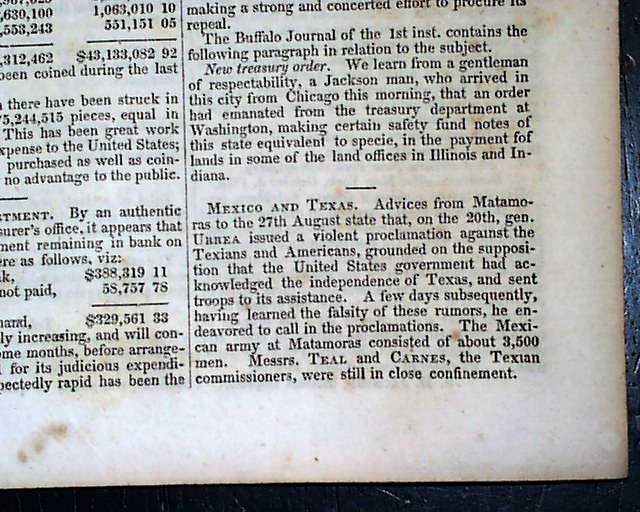 ,630,100 1,063,010 10
,553,243 551,151 05
,312,462 $43,133,082 92
been coined during the last
there have been struck in
75,244,515 pieces, equal in
This has been great work
xpense to the United States;
purchased as well as coin-
no advantage to the public.
RTMENT. By an authentic
surer's office, it appears that
ment remaining in bank on
ere as follows, viz:
k, $388,319 11
not paid, 58,757 78
hand, $329,561 33
ly increasing, and will con-
ome months, before arrange-
for its judicious expendi-
pectedly rapid has been the
making a strong and concerted effort to procure its
repeal.
The Buffalo Journal of the 1st inst. contains the
following paragraph in relation to the subject.
New treasury order. We learn from a gentleman
of respectability, a Jackson man, who arrived in
this city from Chicago this morning, that an order
had emanated from the treasury department at
Washington, making certain safety fund notes of
this state equivalent to specie, in the payment fof
lands in some of the land offices in Illinois and In-
diana.
MEXICO AND TEXAS. Advices from Matamo-
ras to the 27th August state that, on the 20th, gen.
URREA issued a violent proclamation against the
Texians and Americans, grounded on the supposi-
tion that the United States government had ac-
knowledged the independence of Texas, and sent
troops to its assistance. A few days subsequently,
having learned the falsity of these rumors, he en-
deavored to call in the proclamations. The Mexi-
can army at Matamoras consisted of about 3,500
men. Messrs. TEAL and CARNES, the Texian
commissioners, were still in close confinement.